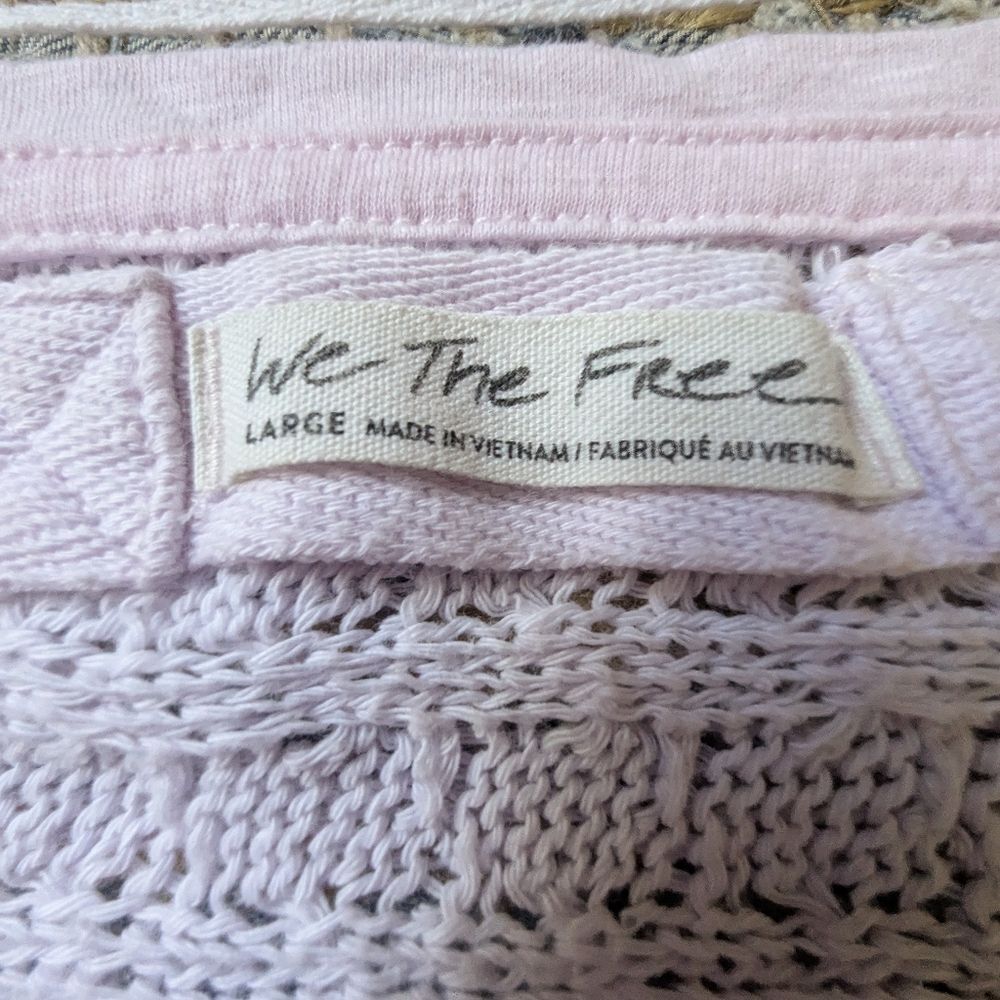 We The Free
LARGE MADE IN VIETNAM / FABRIQUÉ AU VIETNAM